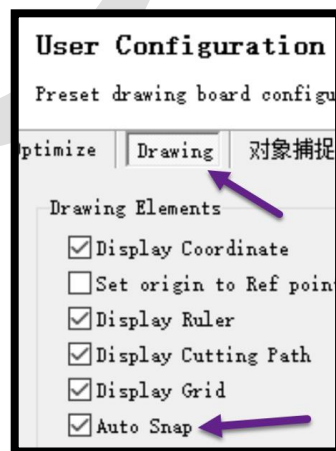 User Configuration
Preset drawing board configu
ptimize Drawing 对象捕捉
Drawing Elements
Display Coordinate
Set origin to Ref poin
Display Ruler
Display Cutting Path
Display Grid
Auto Snap